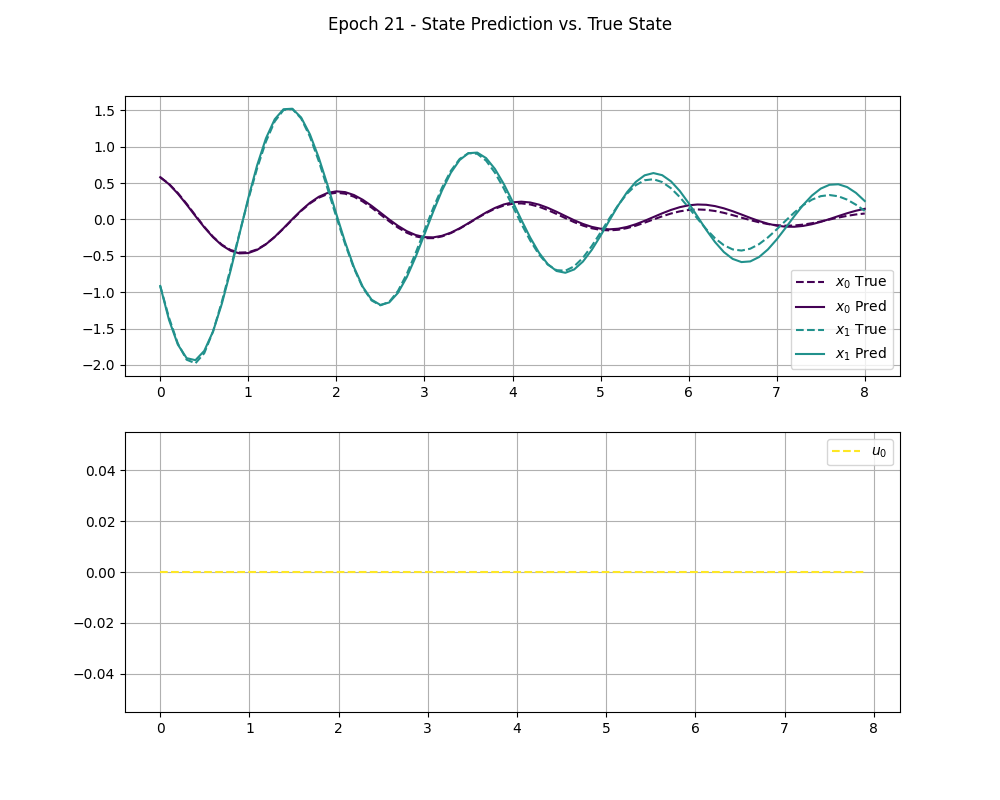 Epoch 21 - State Prediction vs. True State
1.5
1.0
0.5
0.0
−0.5
−1.0
−1.5
−2.0
x₀ True
x₀ Pred
x₁ True
x₁ Pred
0 1 2 3 4 5 6 7 8
u₀
0.04
0.02
0.00
−0.02
−0.04
0 1 2 3 4 5 6 7 8